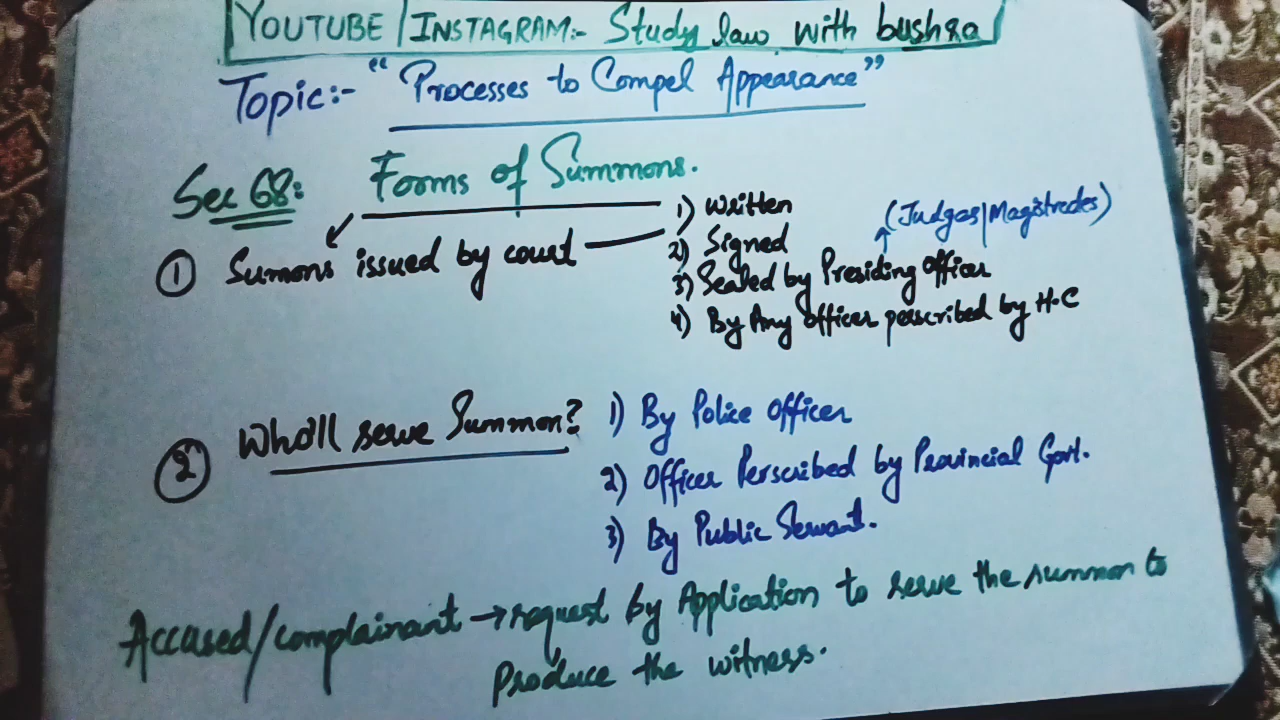 YOUTUBE/INSTAGRAM:- Study law with bushra
Topic:- "Processes to Compel Appearance"
Sec 68: Forms of Summons.
① Sumons issued by court
1) Written
2) Signed
(Judges/Magistrates)
3) Sealed by Presiding Officer
4) By Any officer perscribed by H.C
② Who'll serve Summon?
1) By Police Officer
2) Officer Perscribed by Provincial Govt.
3) By Public Servant.
Accused/complainant → request by Application to serve the summon to
Produce the witness.